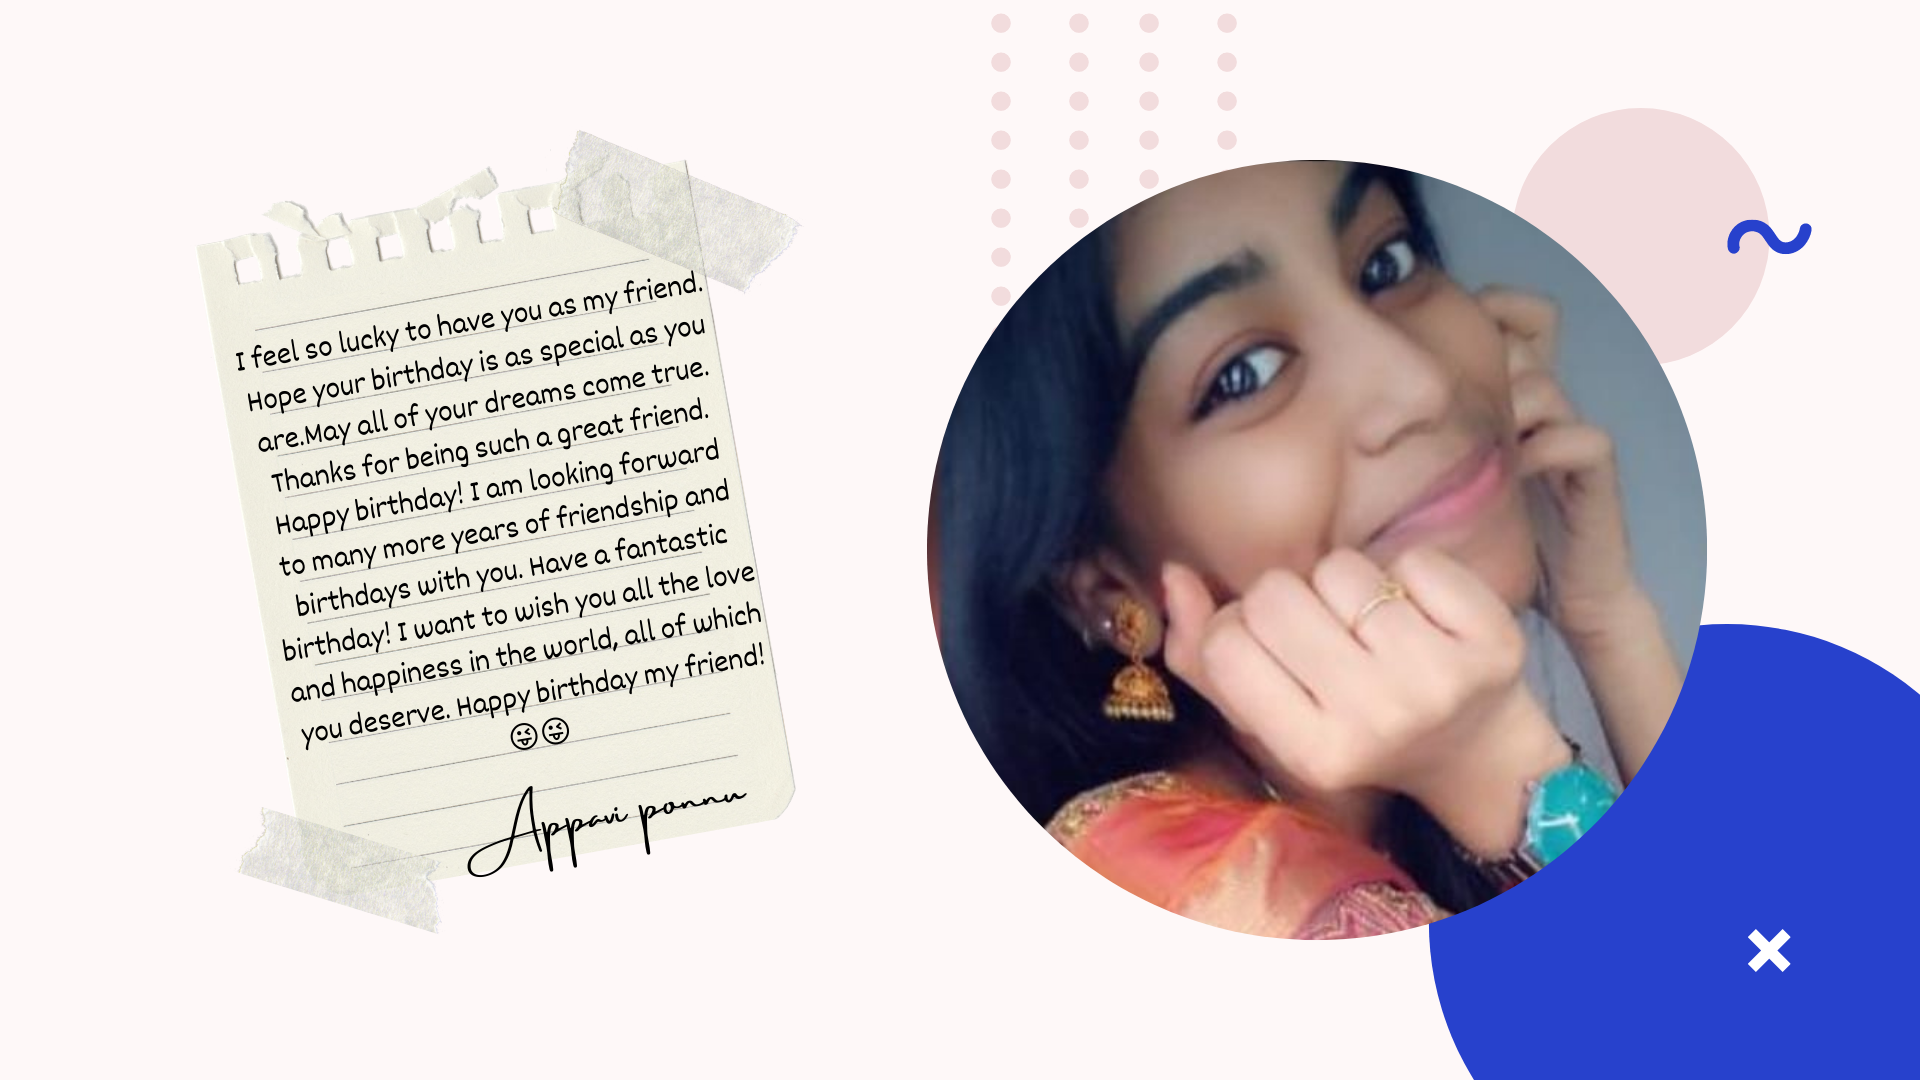 I feel so lucky to have you as my friend.
Hope your birthday is as special as you
are.May all of your dreams come true.
Thanks for being such a great friend.
Happy birthday! I am looking forward
to many more years of friendship and
birthdays with you. Have a fantastic
birthday! I want to wish you all the love
and happiness in the world, all of which
you deserve. Happy birthday my friend!
😜😜
Appavi ponnu